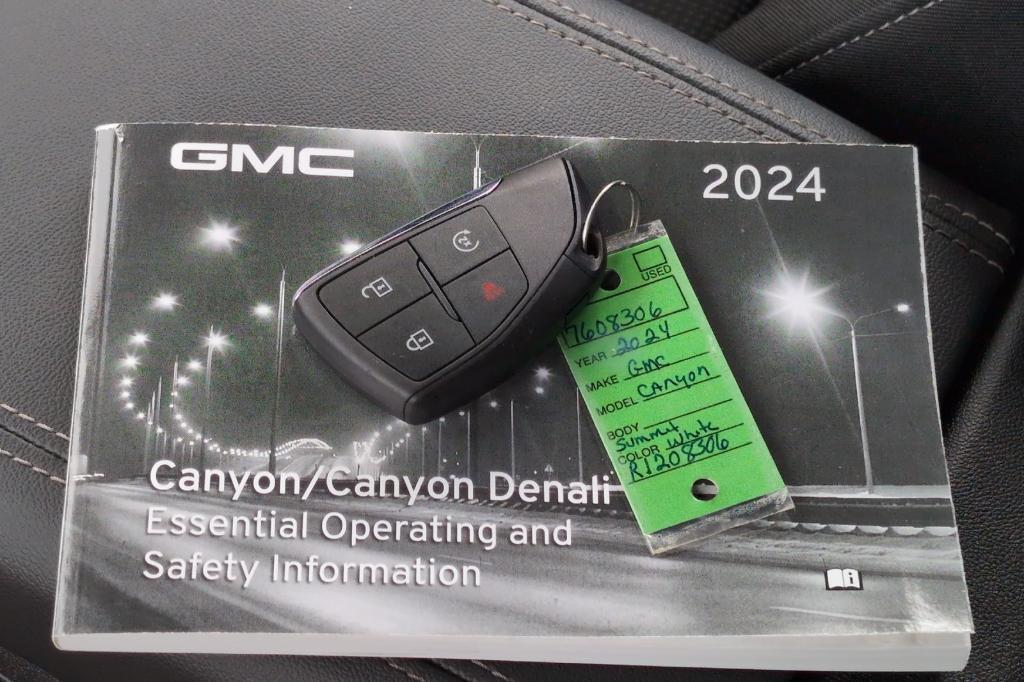 GMC
2024
USED
17608306
YEAR 2024
MAKE GMC
MODEL CANYON
BODY
Summit
COLOR White
R1208306
Canyon/Canyon Denali
Essential Operating and
Safety Information